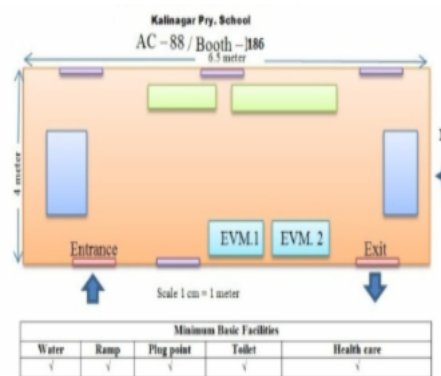 Kalinagar Pry. School
AC – 88 / Booth – 186
6.5 meter
4 meter
EVM.1 EVM. 2
Entrance Exit
Scale 1 cm = 1 meter
Minimum Basic Facilities
Water Ramp Plug point Toilet Health care
√ √ √ √ √